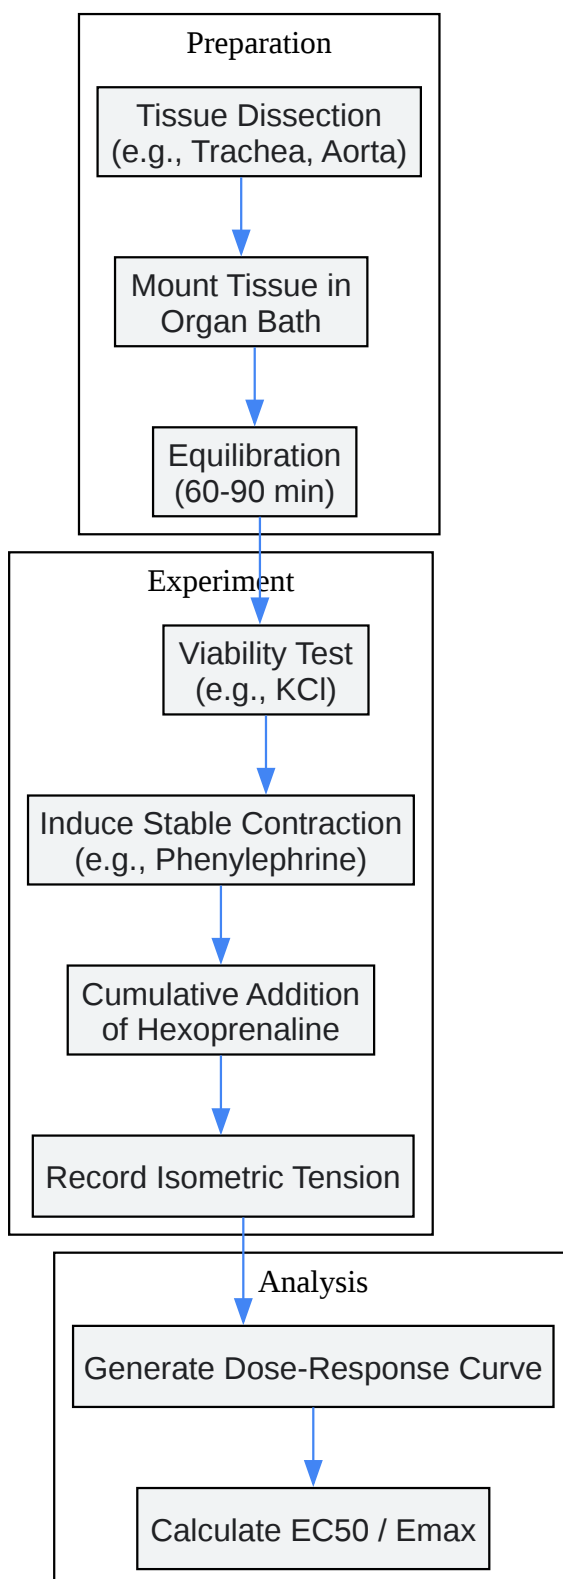 Preparation
Tissue Dissection
(e.g., Trachea, Aorta)
Mount Tissue in
Organ Bath
Equilibration
(60-90 min)
Experiment
Viability Test
(e.g., KCl)
Induce Stable Contraction
(e.g., Phenylephrine)
Cumulative Addition
of Hexoprenaline
Record Isometric Tension
Analysis
Generate Dose-Response Curve
Calculate EC50 / Emax